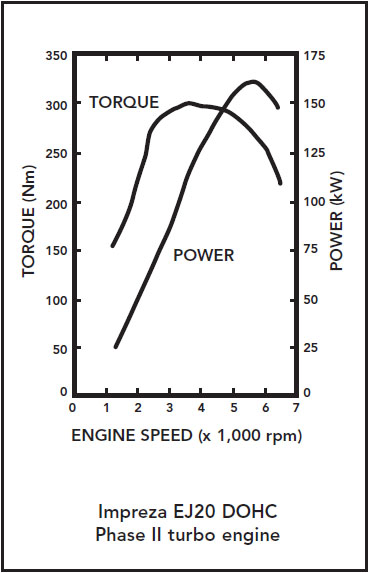 350
300
250
200
150
100
50
0
TORQUE (Nm)
175
150
125
100
75
50
25
0
POWER (kW)
TORQUE
POWER
0 1 2 3 4 5 6 7
ENGINE SPEED (x 1,000 rpm)
Impreza EJ20 DOHC
Phase II turbo engine